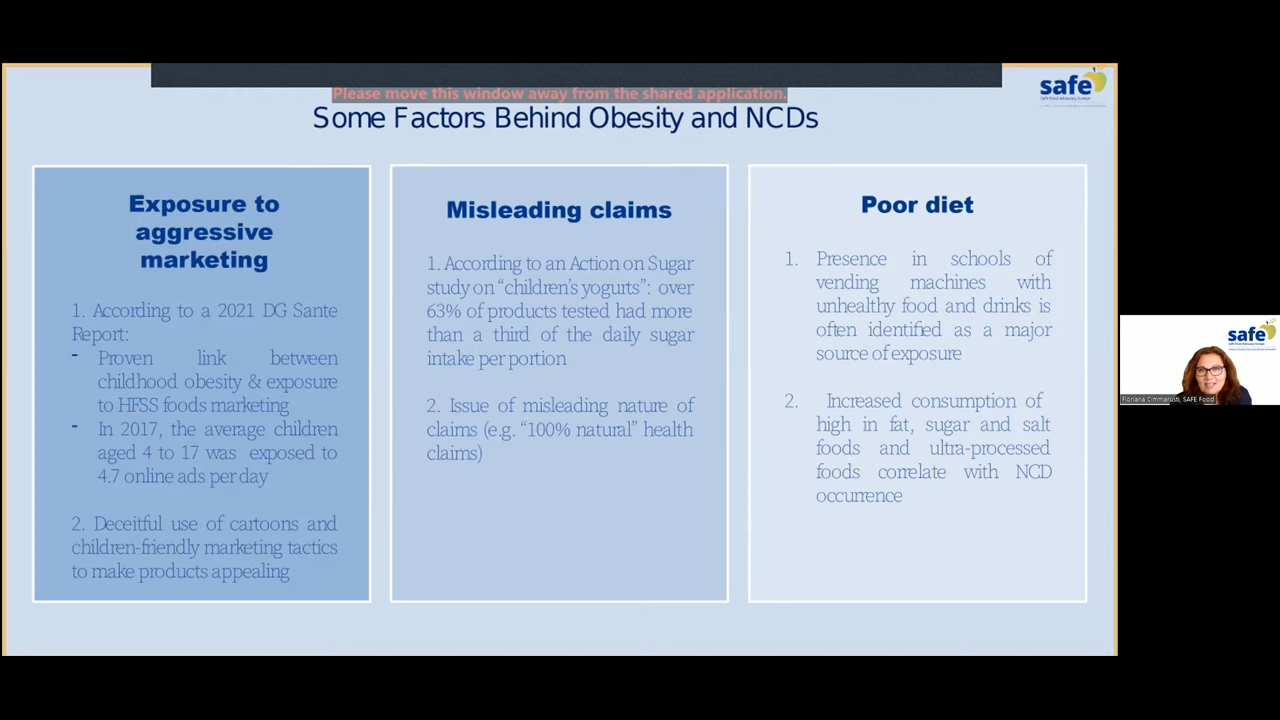 Please move this window away from the shared application.
safe
Safe Food Advocacy Europe
Some Factors Behind Obesity and NCDs
Exposure to
aggressive
marketing
1. According to a 2021 DG Sante
Report:
- Proven link between
childhood obesity & exposure
to HFSS foods marketing
- In 2017, the average children
aged 4 to 17 was exposed to
4.7 online ads per day
2. Deceitful use of cartoons and
children-friendly marketing tactics
to make products appealing
Misleading claims
1. According to an Action on Sugar
study on “children’s yogurts”: over
63% of products tested had more
than a third of the daily sugar
intake per portion
2. Issue of misleading nature of
claims (e.g. “100% natural” health
claims)
Poor diet
1. Presence in schools of
vending machines with
unhealthy food and drinks is
often identified as a major
source of exposure
2. Increased consumption of
high in fat, sugar and salt
foods and ultra-processed
foods correlate with NCD
occurrence
safe
Safe Food Advocacy Europe
Floriana Cimmarusti, SAFE Food